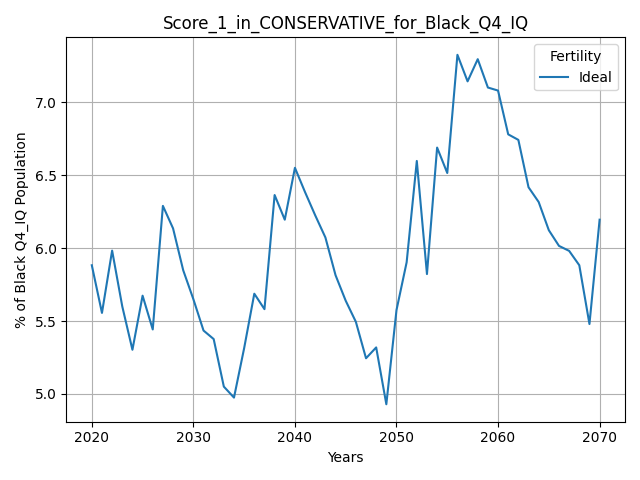 Score_1_in_CONSERVATIVE_for_Black_Q4_IQ
Fertility
Ideal
% of Black Q4_IQ Population
7.0
6.5
6.0
5.5
5.0
2020 2030 2040 2050 2060 2070
Years